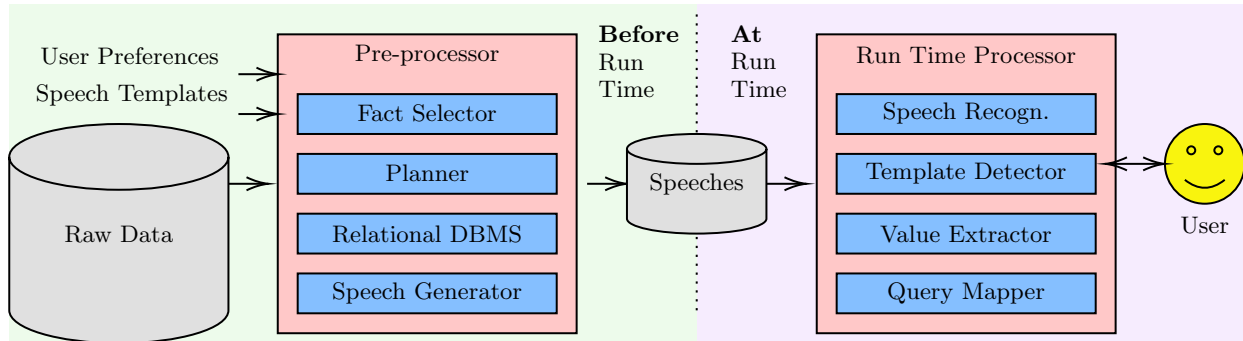 User Preferences
Speech Templates
Raw Data
Pre-processor
Fact Selector
Planner
Relational DBMS
Speech Generator
Before
Run
Time
At
Run
Time
Speeches
Run Time Processor
Speech Recogn.
Template Detector
Value Extractor
Query Mapper
User